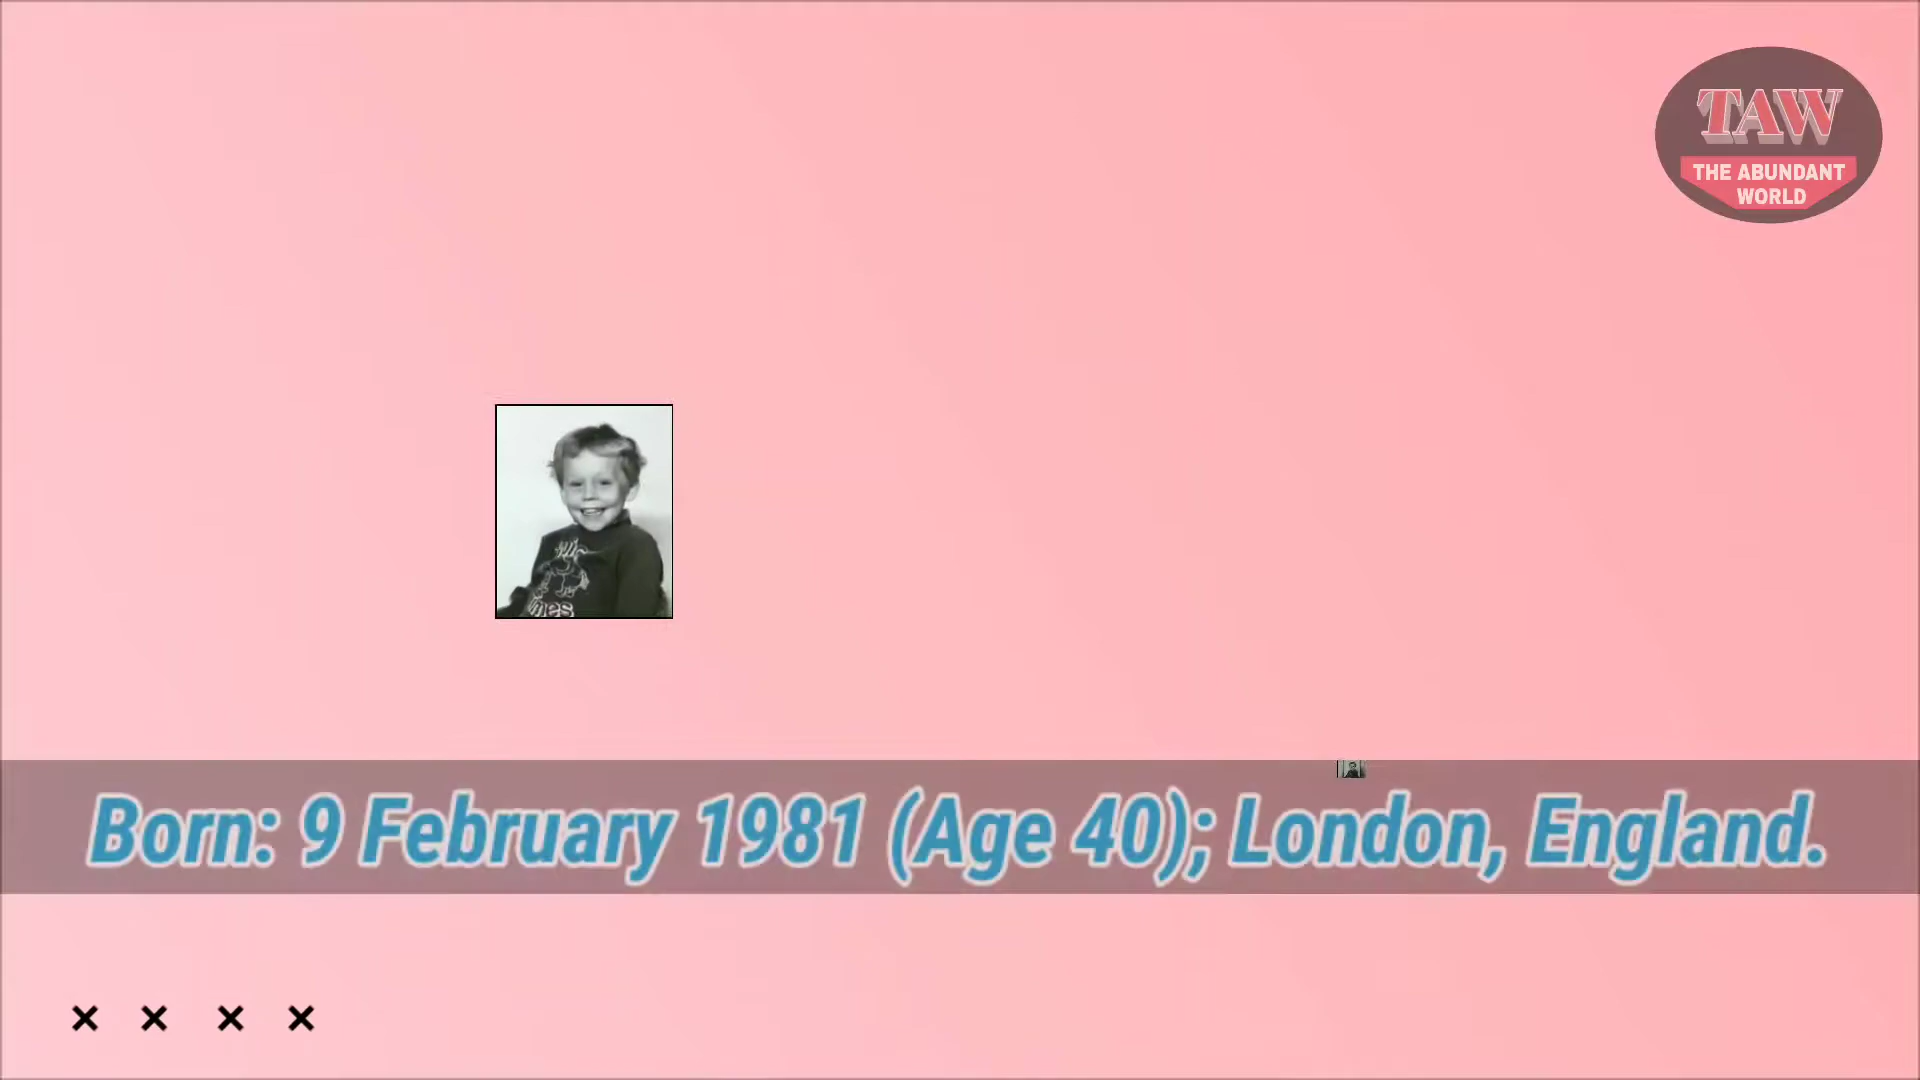 TAW
THE ABUNDANT
WORLD
Born: 9 February 1981 (Age 40); London, England.